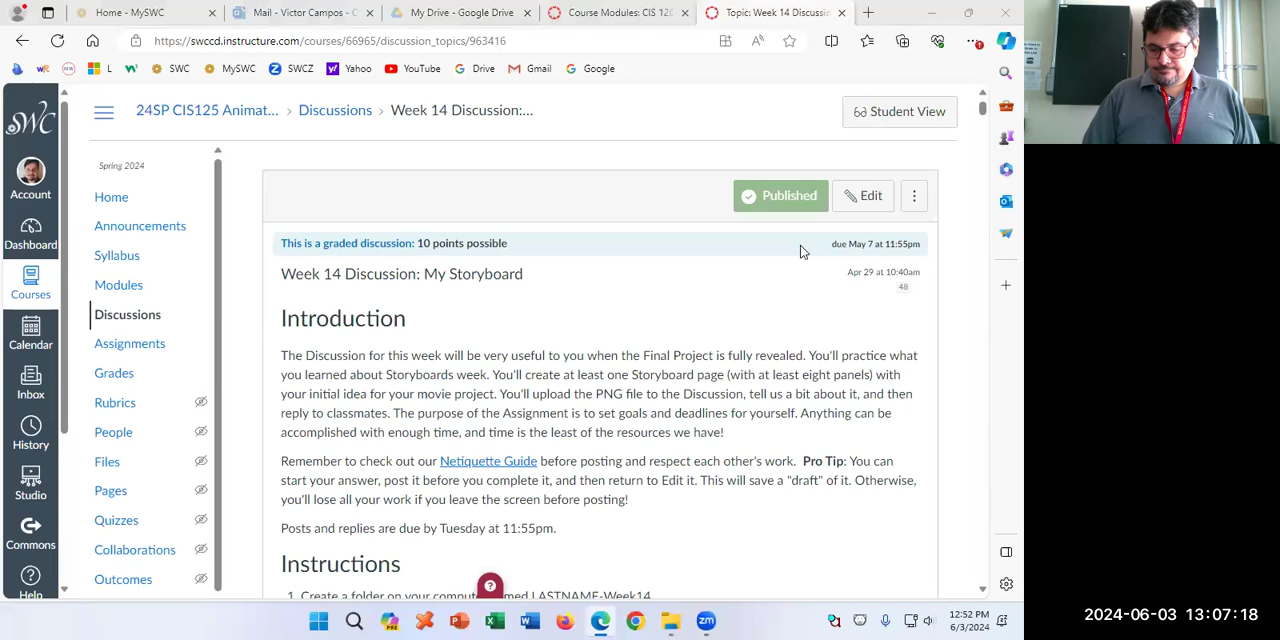 Home - MySWC
Mail - Victor Campos - C
My Drive - Google Drive
Course Modules: CIS 12
Topic: Week 14 Discussi
https://swccd.instructure.com/courses/66965/discussion_topics/963416
L
SWC
MySWC
SWCZ
Yahoo
YouTube
Drive
Gmail
Google
SWC
Account
Dashboard
Courses
Calendar
Inbox
History
Studio
Commons
Help
24SP CIS125 Animat... > Discussions > Week 14 Discussion:...
Student View
Spring 2024
Home
Announcements
Syllabus
Modules
Discussions
Assignments
Grades
Rubrics
People
Files
Pages
Quizzes
Collaborations
Outcomes
Published
Edit
This is a graded discussion: 10 points possible
due May 7 at 11:55pm
Week 14 Discussion: My Storyboard
Apr 29 at 10:40am
48
Introduction
The Discussion for this week will be very useful to you when the Final Project is fully revealed. You'll practice what
you learned about Storyboards week. You'll create at least one Storyboard page (with at least eight panels) with
your initial idea for your movie project. You'll upload the PNG file to the Discussion, tell us a bit about it, and then
reply to classmates. The purpose of the Assignment is to set goals and deadlines for yourself. Anything can be
accomplished with enough time, and time is the least of the resources we have!
Remember to check out our Netiquette Guide before posting and respect each other's work. Pro Tip: You can
start your answer, post it before you complete it, and then return to Edit it. This will save a "draft" of it. Otherwise,
you'll lose all your work if you leave the screen before posting!
Posts and replies are due by Tuesday at 11:55pm.
Instructions
1. Create a folder on your computer named LASTNAME-Week14
12:52 PM
6/3/2024
2024-06-03 13:07:18